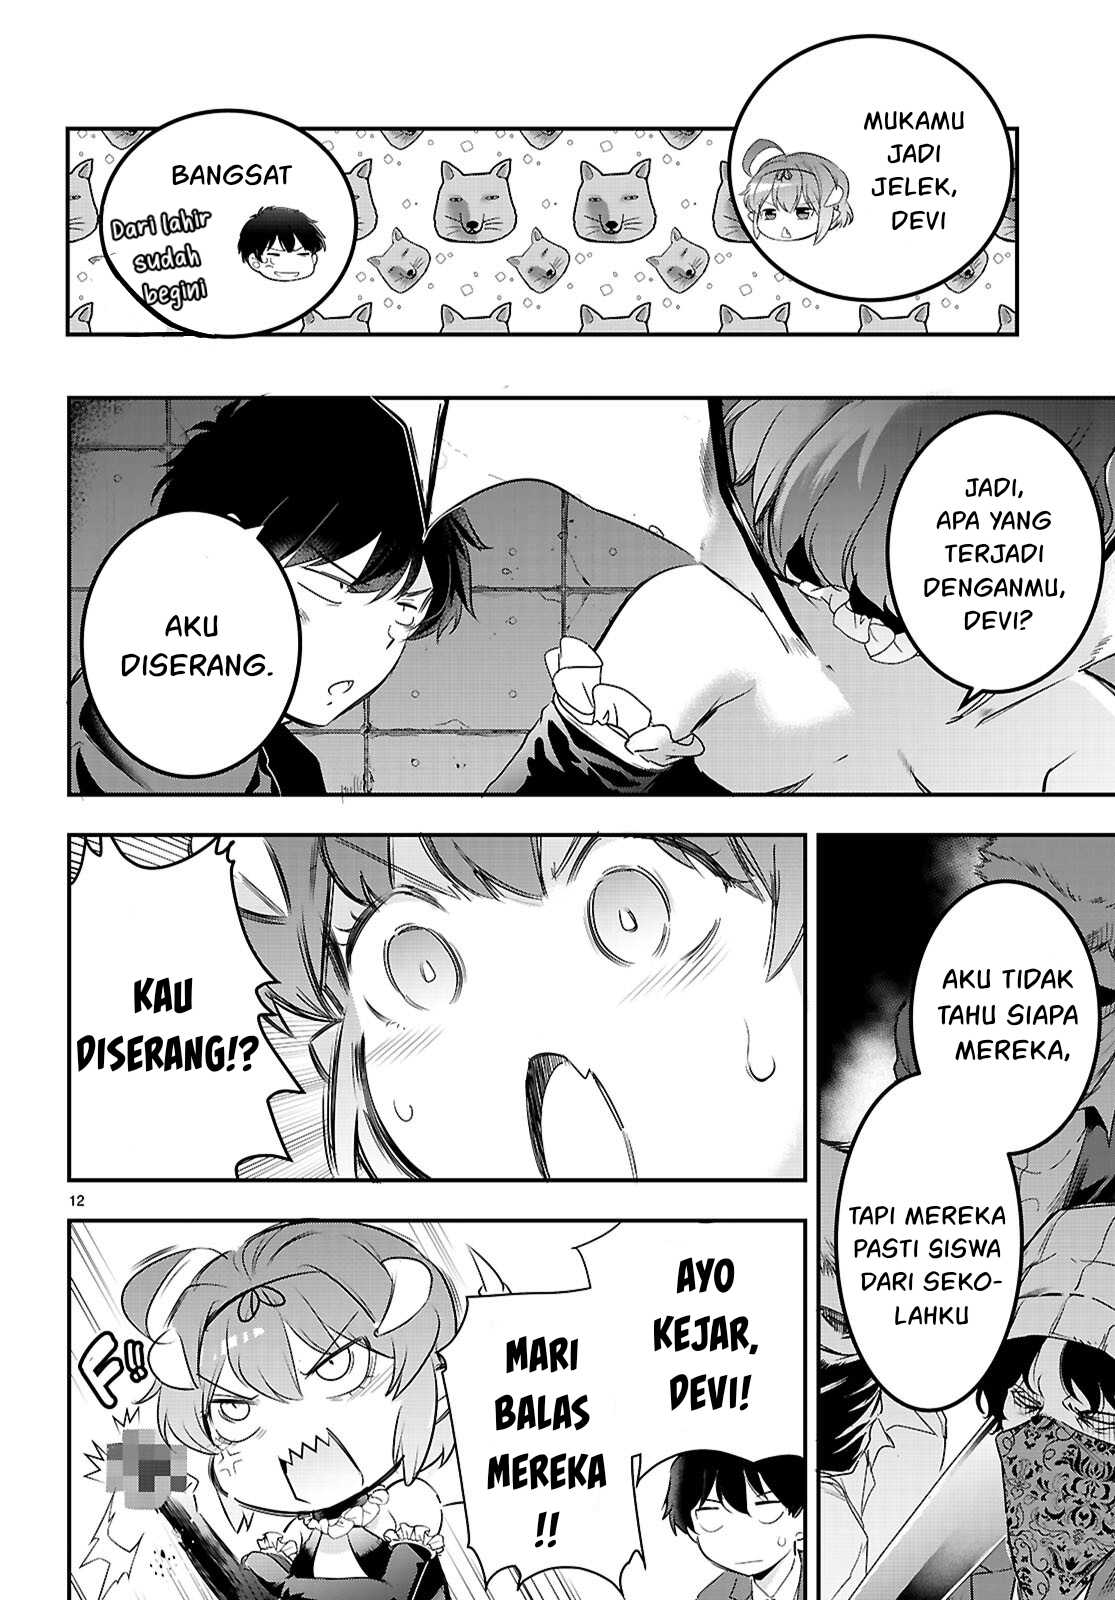 MUKAMU
JADI
JELEK,
DEVI
BANGSAT
Dari lahir
sudah
begini
JADI,
APA YANG
TERJADI
DENGANMU,
DEVI?
AKU
DISERANG.
AKU TIDAK
TAHU SIAPA
MEREKA,
TAPI MEREKA
PASTI SISWA
DARI SEKO-
LAHKU
KAU
DISERANG!?
12
AYO
KEJAR,
DEVI!
MARI
BALAS
MEREKA
!!
F!!